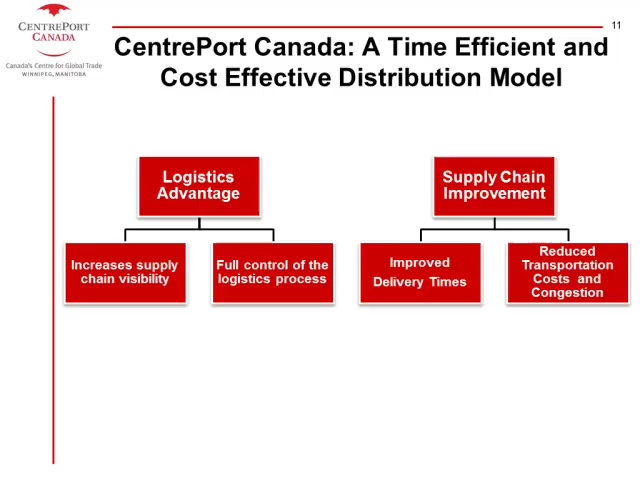 CENTREPORT
CANADA
Canada's Centre for Global Trade
WINNIPEG, MANITOBA
11
CentrePort Canada: A Time Efficient and
Cost Effective Distribution Model
Logistics
Advantage
Increases supply
chain visibility
Full control of the
logistics process
Supply Chain
Improvement
Improved
Delivery Times
Reduced
Transportation
Costs and
Congestion